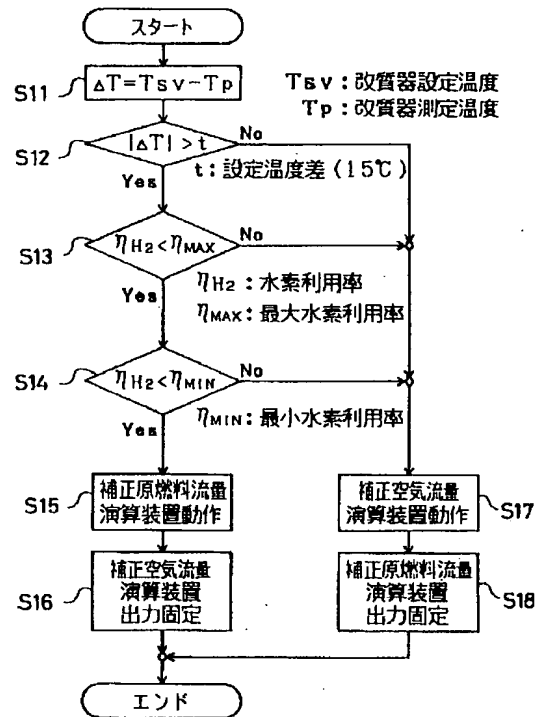 スタート
S11
ΔT=Tsv−Tp
Tsv：改質器設定温度
Tp：改質器測定温度
S12
|ΔT|>t
No
t：設定温度差（15℃）
Yes
S13
ηH2<ηMAX
No
ηH2：水素利用率
ηMAX：最大水素利用率
Yes
S14
ηH2<ηMIN
No
ηMIN：最小水素利用率
Yes
S15
補正原燃料流量
演算装置動作
補正空気流量
演算装置動作
S17
S16
補正空気流量
演算装置
出力固定
補正原燃料流量
演算装置
出力固定
S18
エンド